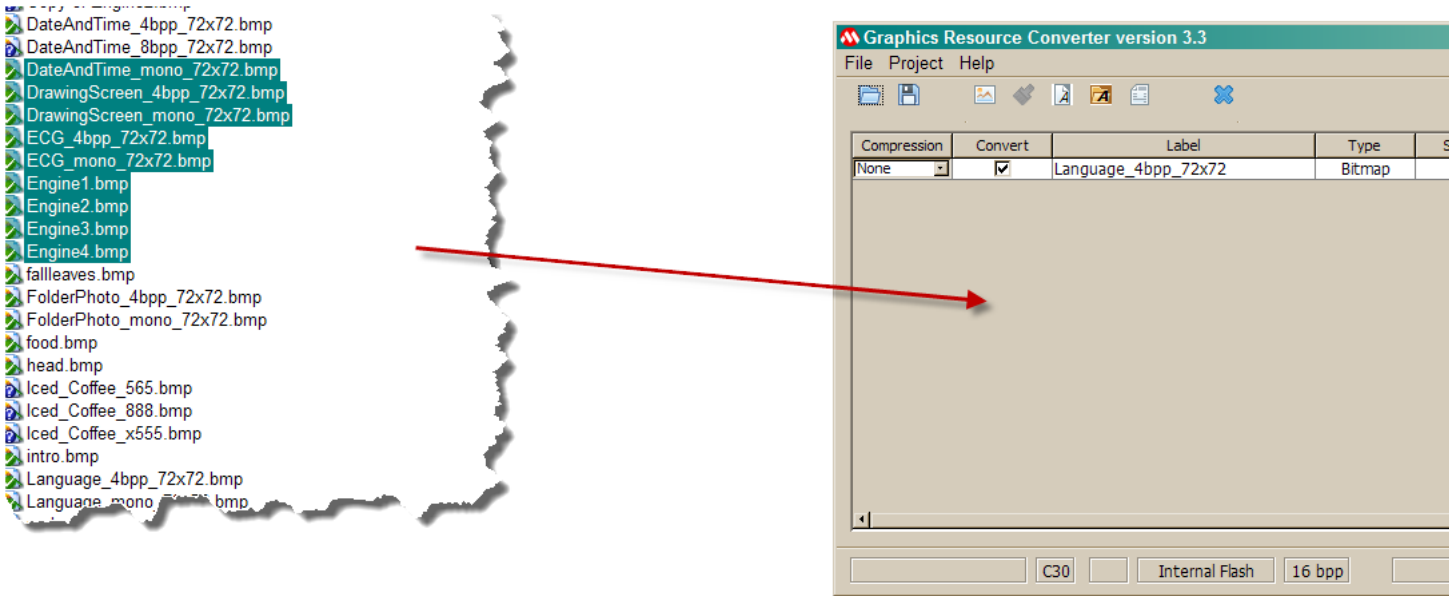 DateAndTime_4bpp_72x72.bmp
DateAndTime_8bpp_72x72.bmp
DateAndTime_mono_72x72.bmp
DrawingScreen_4bpp_72x72.bmp
DrawingScreen_mono_72x72.bmp
ECG_4bpp_72x72.bmp
ECG_mono_72x72.bmp
Engine1.bmp
Engine2.bmp
Engine3.bmp
Engine4.bmp
fallleaves.bmp
FolderPhoto_4bpp_72x72.bmp
FolderPhoto_mono_72x72.bmp
food.bmp
head.bmp
Iced_Coffee_565.bmp
Iced_Coffee_888.bmp
Iced_Coffee_x555.bmp
intro.bmp
Language_4bpp_72x72.bmp
Language_mono bmp
Graphics Resource Converter version 3.3
File Project Help
Compression Convert Label Type S
None Language_4bpp_72x72 Bitmap
C30 Internal Flash 16 bpp